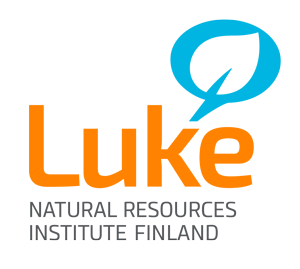 Luke
NATURAL RESOURCES
INSTITUTE FINLAND